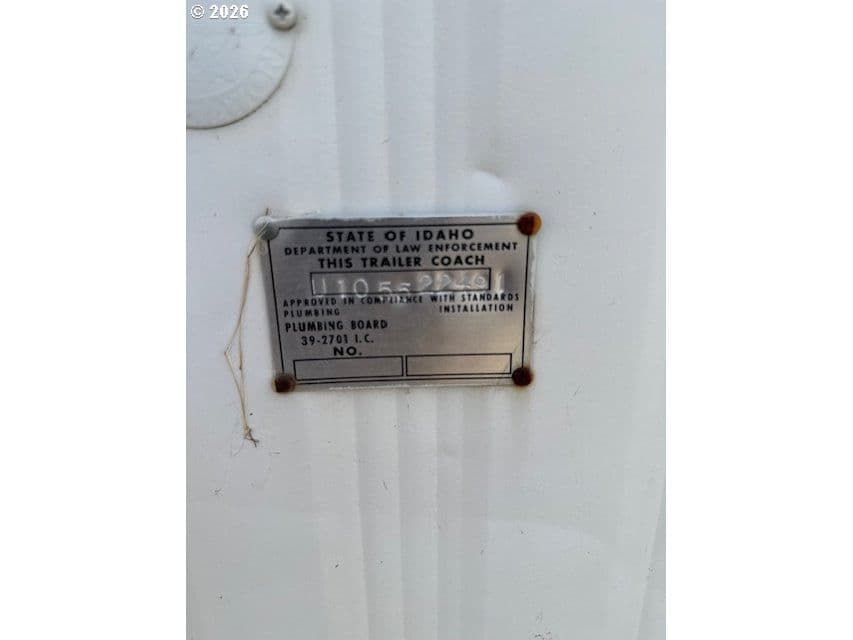 © 2026
STATE OF IDAHO
DEPARTMENT OF LAW ENFORCEMENT
THIS TRAILER COACH
APPROVED IN COMPLIANCE WITH STANDARDS
PLUMBING INSTALLATION
PLUMBING BOARD
39-2701 I.C.
NO.